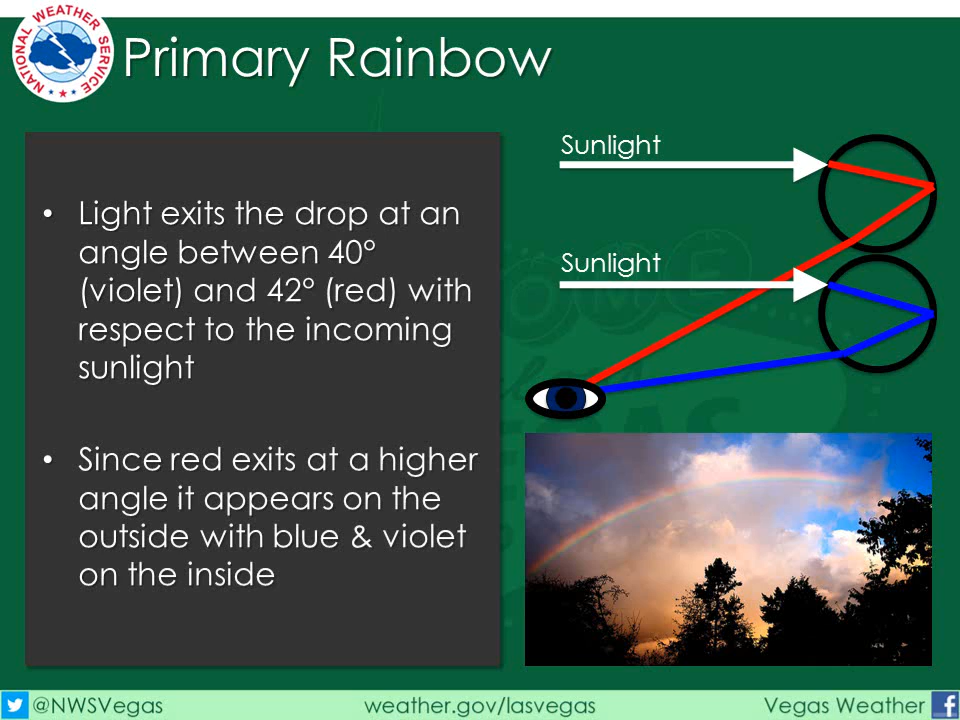 NATIONAL WEATHER SERVICE
Primary Rainbow
• Light exits the drop at an
angle between 40°
(violet) and 42° (red) with
respect to the incoming
sunlight
• Since red exits at a higher
angle it appears on the
outside with blue & violet
on the inside
Sunlight
Sunlight
@NWSVegas
weather.gov/lasvegas
Vegas Weather